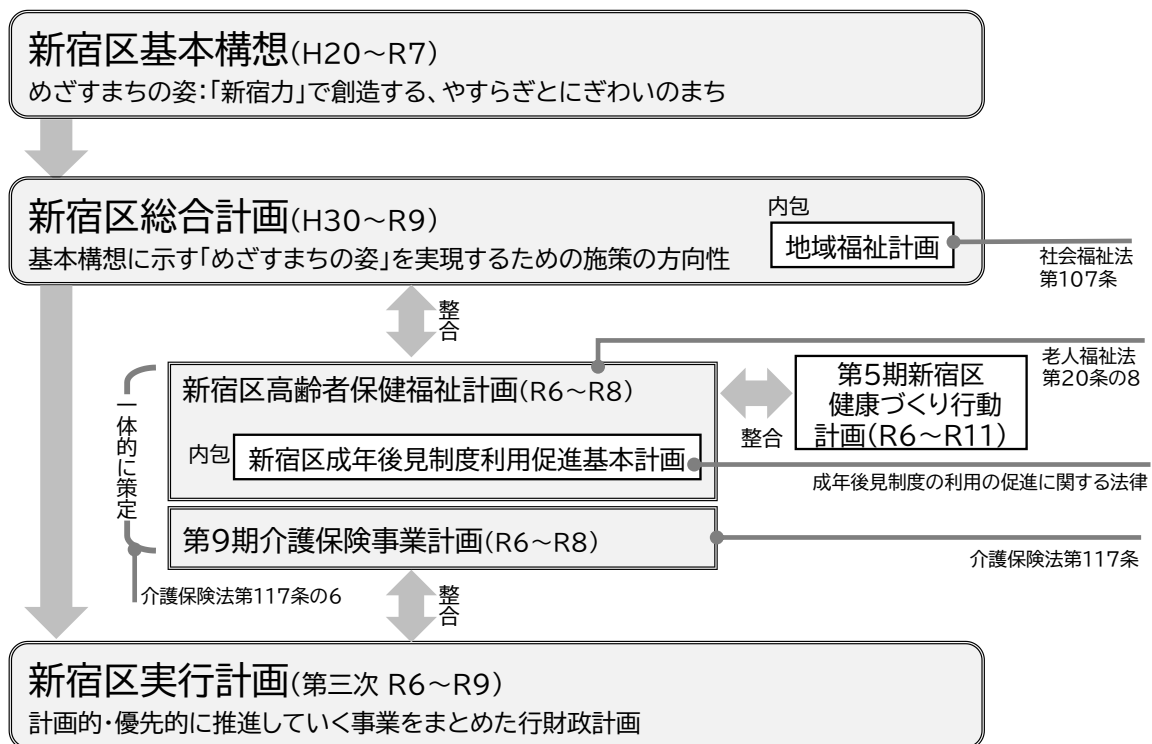 新宿区基本構想(H20～R7)
めざすまちの姿：「新宿力」で創造する、やすらぎとにぎわいのまち
新宿区総合計画(H30～R9)
基本構想に示す「めざすまちの姿」を実現するための施策の方向性
内包
地域福祉計画
社会福祉法
第107条
整合
新宿区高齢者保健福祉計画(R6～R8)
内包
新宿区成年後見制度利用促進基本計画
整合
第5期新宿区
健康づくり行動
計画(R6～R11)
老人福祉法
第20条の8
成年後見制度の利用の促進に関する法律
一体的に策定
第9期介護保険事業計画(R6～R8)
介護保険法第117条
介護保険法第117条の6
整合
新宿区実行計画(第三次 R6～R9)
計画的・優先的に推進していく事業をまとめた行財政計画